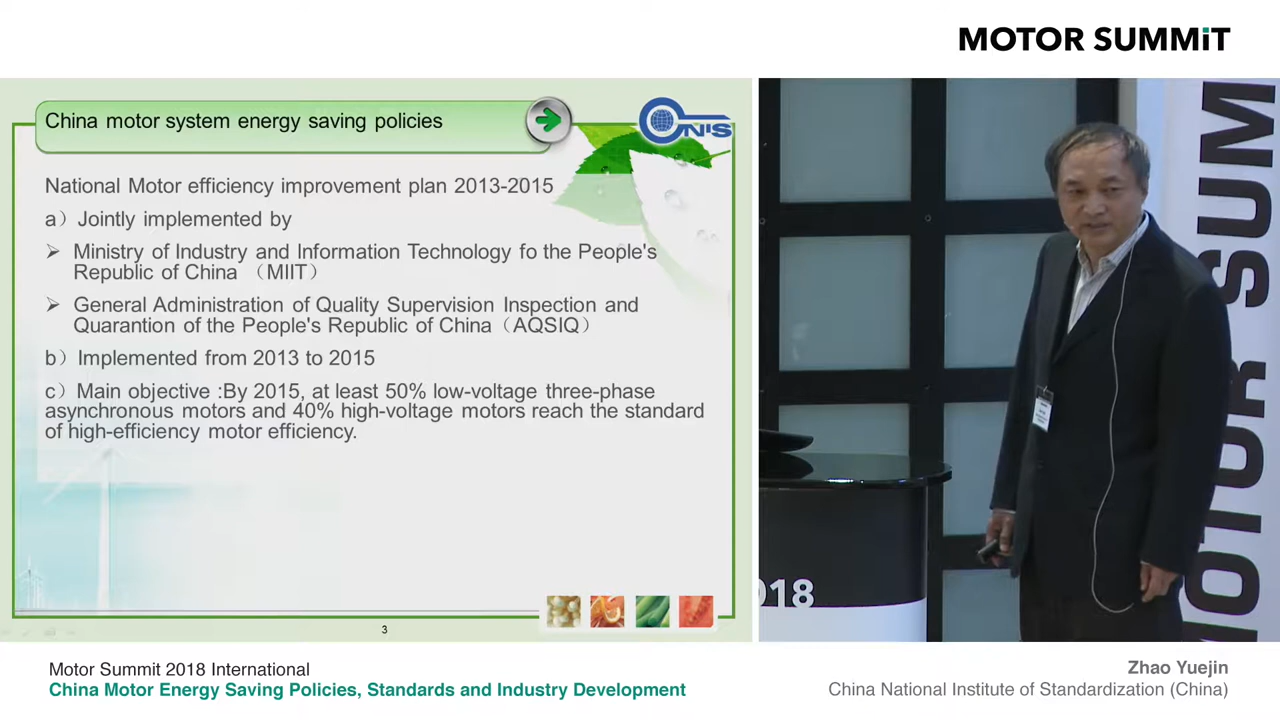 MOTOR SUMMiT
China motor system energy saving policies
CNIS
National Motor efficiency improvement plan 2013-2015
a）Jointly implemented by
Ministry of Industry and Information Technology fo the People's
Republic of China （MIIT）
General Administration of Quality Supervision Inspection and
Quarantion of the People's Republic of China（AQSIQ）
b）Implemented from 2013 to 2015
c）Main objective :By 2015, at least 50% low-voltage three-phase
asynchronous motors and 40% high-voltage motors reach the standard
of high-efficiency motor efficiency.
3
MOTOR SUM
MOTOR
018
Motor Summit 2018 International
China Motor Energy Saving Policies, Standards and Industry Development
Zhao Yuejin
China National Institute of Standardization (China)